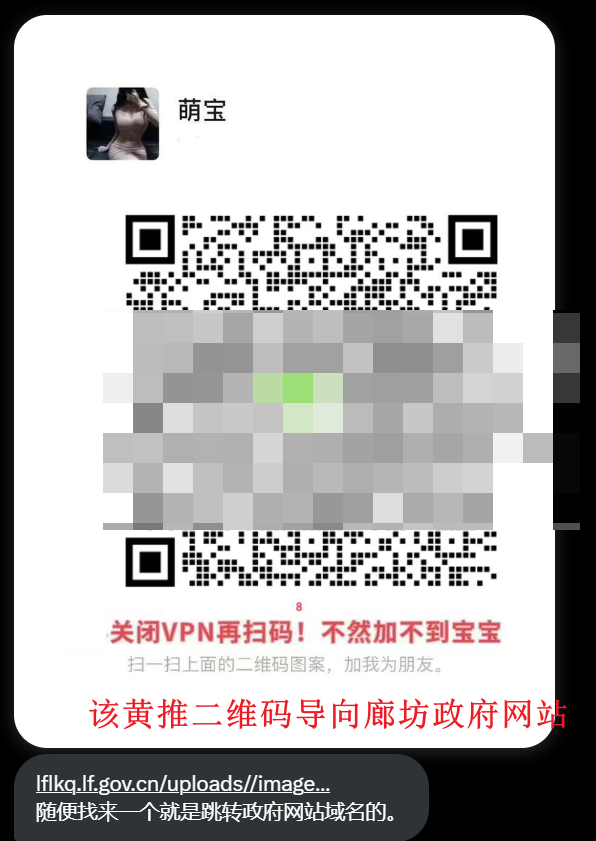 萌宝
8
关闭VPN再扫码！不然加不到宝宝
扫一扫上面的二维码图案，加我为朋友。
该黄推二维码导向廊坊政府网站
lflkq.lf.gov.cn/uploads//image...
随便找来一个就是跳转政府网站域名的。